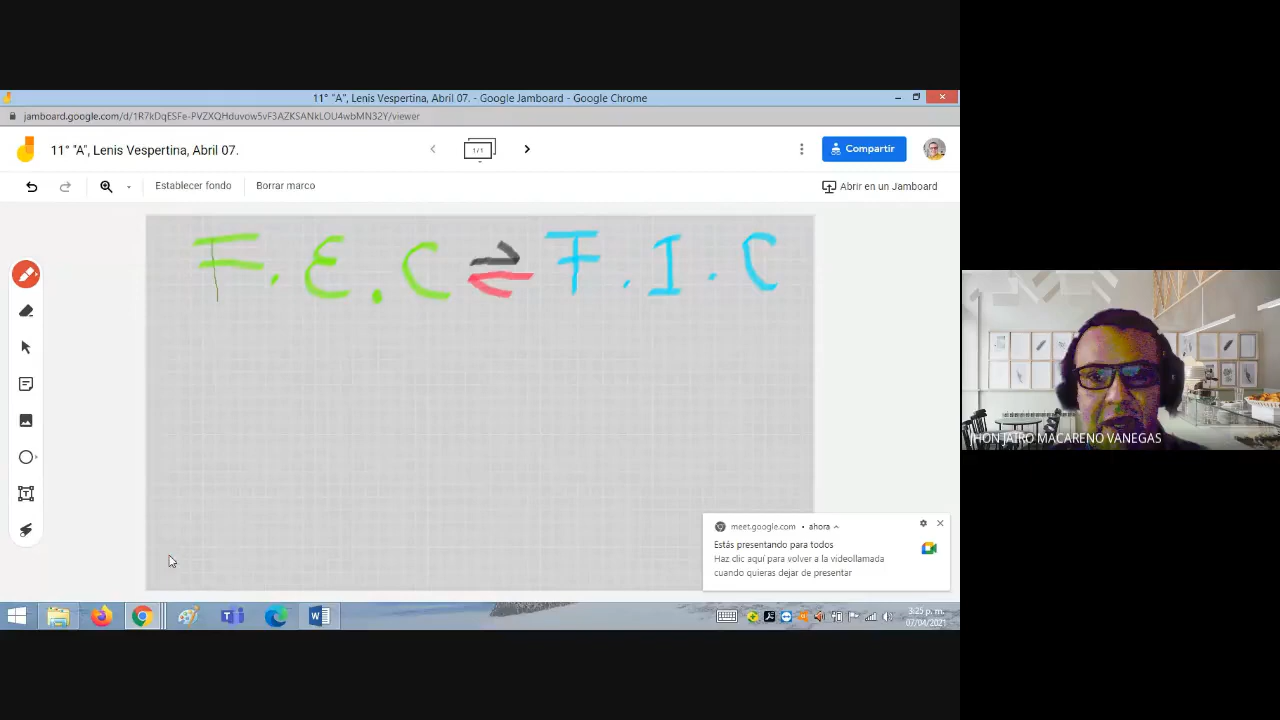 11° "A", Lenis Vespertina, Abril 07. - Google Jamboard - Google Chrome
jamboard.google.com/d/1R7kDqESFe-PVZXQHduvow5vF3AZKSANkLOU4wbMN32Y/viewer
11° "A", Lenis Vespertina, Abril 07.
1/1
Compartir
Establecer fondo
Borrar marco
Abrir en un Jamboard
F. E. C ⇌ F. I. C
JHON JAIRO MACARENO VANEGAS
meet.google.com • ahora
Estás presentando para todos
Haz clic aquí para volver a la videollamada
cuando quieras dejar de presentar
3:25 p. m.
07/04/2021